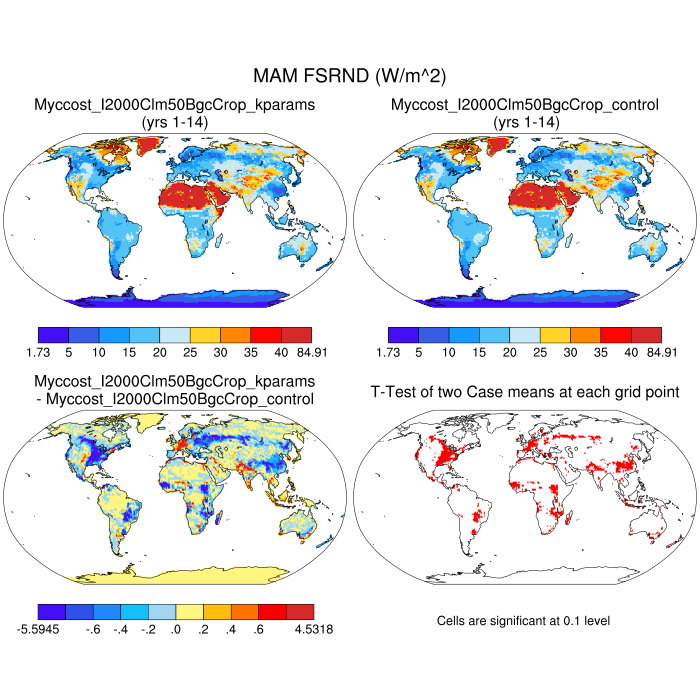 MAM FSRND (W/m^2)
Myccost_I2000Clm50BgcCrop_kparams
(yrs 1-14)
Myccost_I2000Clm50BgcCrop_control
(yrs 1-14)
1.73 5 10 15 20 25 30 35 40 84.91
1.73 5 10 15 20 25 30 35 40 84.91
Myccost_I2000Clm50BgcCrop_kparams
- Myccost_I2000Clm50BgcCrop_control
T-Test of two Case means at each grid point
-5.5945 -.6 -.4 -.2 .0 .2 .4 .6 4.5318
Cells are significant at 0.1 level